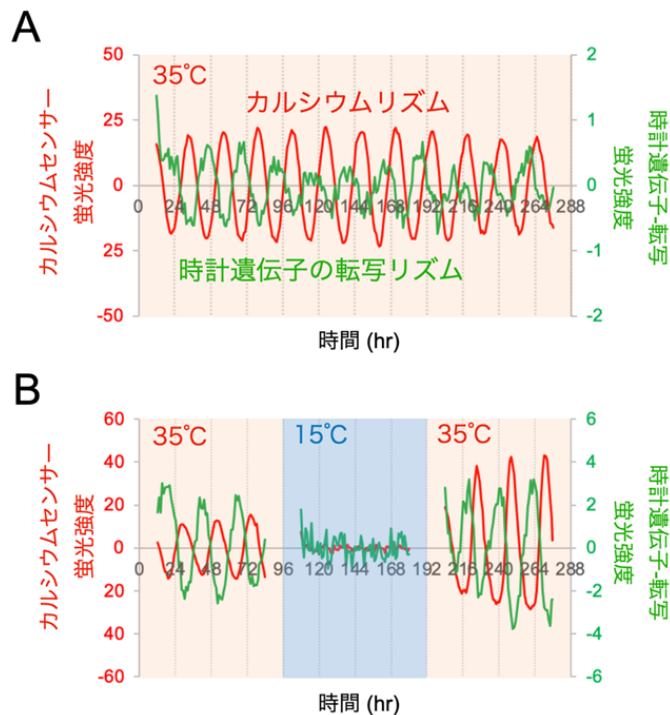 A
35℃
カルシウムリズム
時計遺伝子の転写リズム
カルシウムセンサー
蛍光強度
50
25
0
25
-50
2
1
0
-1
-2
時計遺伝子-転写
蛍光強度
0 24 48 72 96 120 144 168 192 216 240 264 288
時間 (hr)
B
35℃ 15℃ 35℃
カルシウムセンサー
蛍光強度
60
40
20
0
20
40
-60
6
4
2
0
-2
-4
-6
時計遺伝子-転写
蛍光強度
0 24 48 72 96 120 144 168 192 216 240 264 288
時間 (hr)